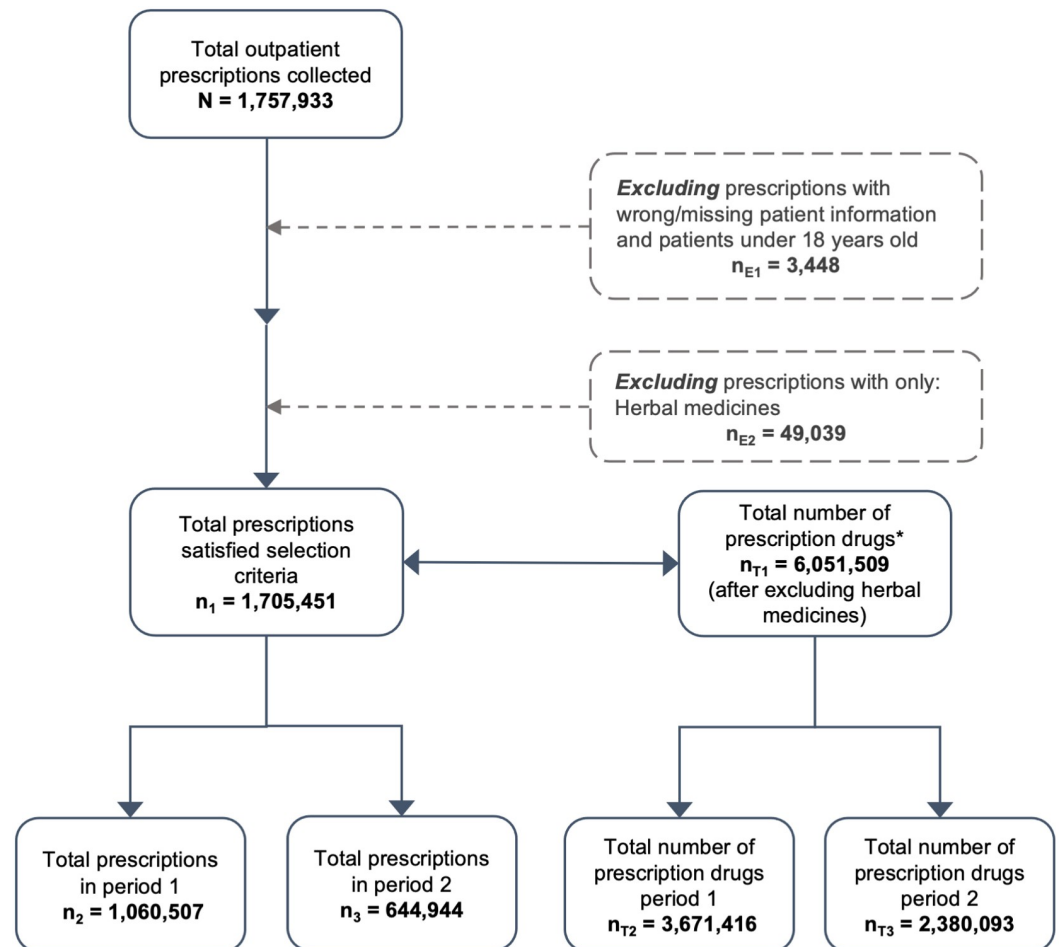 Total outpatient
prescriptions collected
N = 1,757,933
Excluding prescriptions with
wrong/missing patient information
and patients under 18 years old
nE1 = 3,448
Excluding prescriptions with only:
Herbal medicines
nE2 = 49,039
Total prescriptions
satisfied selection
criteria
n1 = 1,705,451
Total number of
prescription drugs*
nT1 = 6,051,509
(after excluding herbal
medicines)
Total prescriptions
in period 1
n2 = 1,060,507
Total prescriptions
in period 2
n3 = 644,944
Total number of
prescription drugs
period 1
nT2 = 3,671,416
Total number of
prescription drugs
period 2
nT3 = 2,380,093